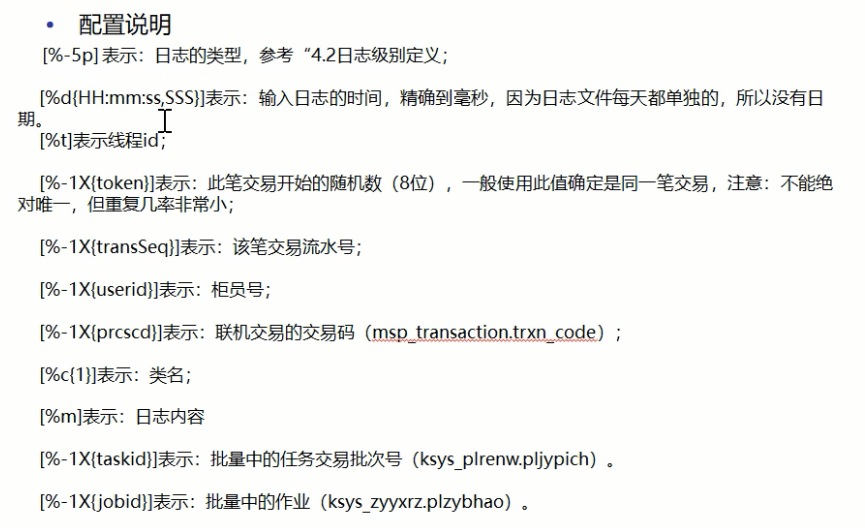 • 配置说明
[%-5p] 表示：日志的类型，参考“4.2日志级别定义；
[%d{HH:mm:ss,SSS}]表示：输入日志的时间，精确到毫秒，因为日志文件每天都单独的，所以没有日
期。
[%t]表示线程id；
[%-1X{token}]表示：此笔交易开始的随机数（8位），一般使用此值确定是同一笔交易，注意：不能绝
对唯一，但重复几率非常小；
[%-1X{transSeq}]表示：该笔交易流水号；
[%-1X{userid}]表示：柜员号；
[%-1X{prcscd}]表示：联机交易的交易码（msp_transaction.trxn_code）；
[%c{1}]表示：类名；
[%m]表示：日志内容
[%-1X{taskid}]表示：批量中的任务交易批次号（ksys_plrenw.pljypich）。
[%-1X{jobid}]表示：批量中的作业（ksys_zyyxrz.plzybhao）。